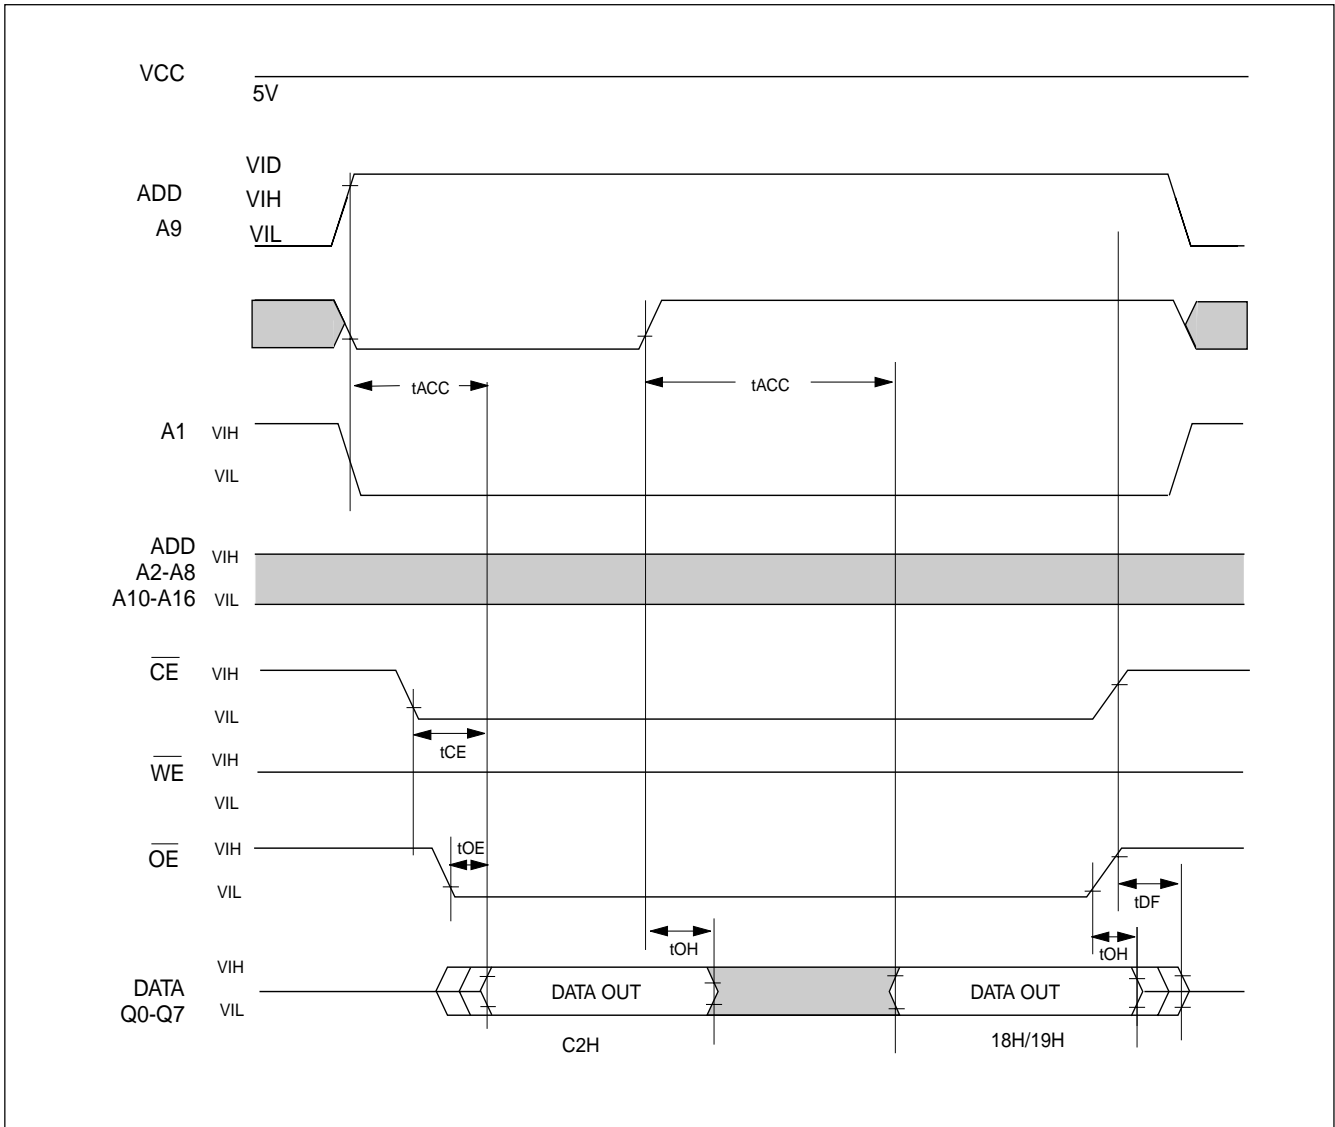 VCC
5V
VID
ADD
VIH
A9
VIL
tACC
tACC
A1
VIH
VIL
ADD
VIH
A2-A8
A10-A16
VIL
CE
VIH
VIL
tCE
WE
VIH
VIL
OE
VIH
tOE
VIL
tDF
tOH
tOH
VIH
DATA
Q0-Q7
VIL
DATA OUT
DATA OUT
C2H
18H/19H